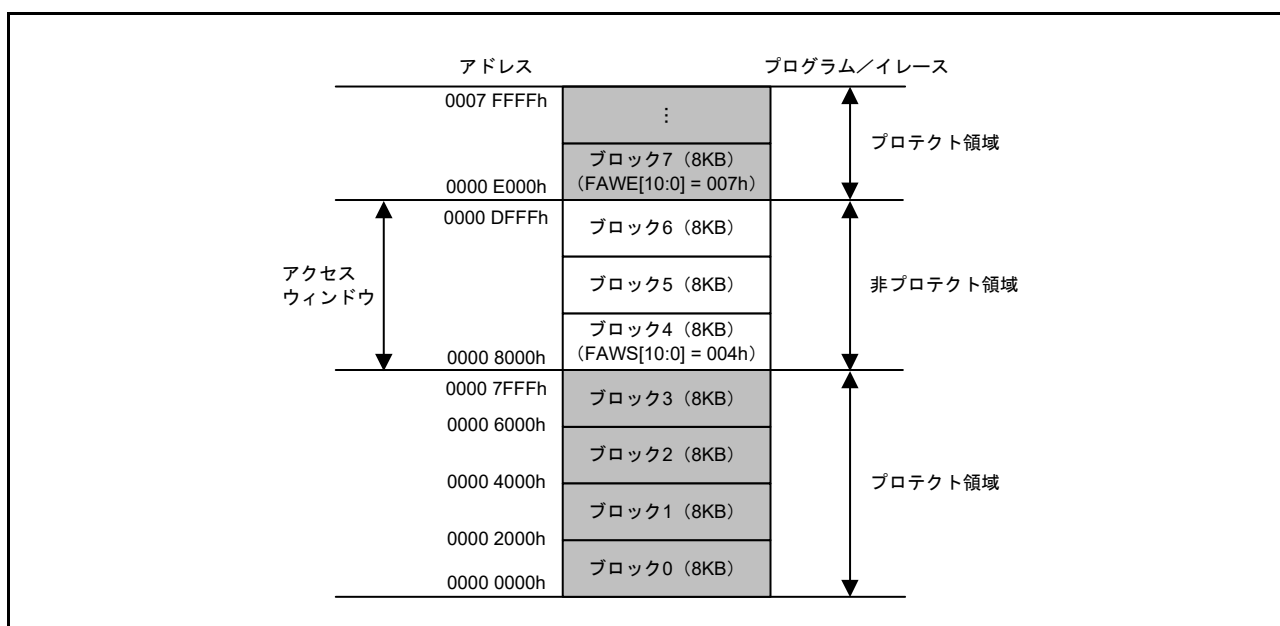 アドレス
プログラム／イレース
0007 FFFFh
⋮
プロテクト領域
ブロック7（8KB）
（FAWE[10:0] = 007h）
0000 E000h
0000 DFFFh
ブロック6（8KB）
アクセス
ウィンドウ
ブロック5（8KB）
非プロテクト領域
ブロック4（8KB）
（FAWS[10:0] = 004h）
0000 8000h
0000 7FFFh
ブロック3（8KB）
0000 6000h
ブロック2（8KB）
0000 4000h
プロテクト領域
ブロック1（8KB）
0000 2000h
ブロック0（8KB）
0000 0000h